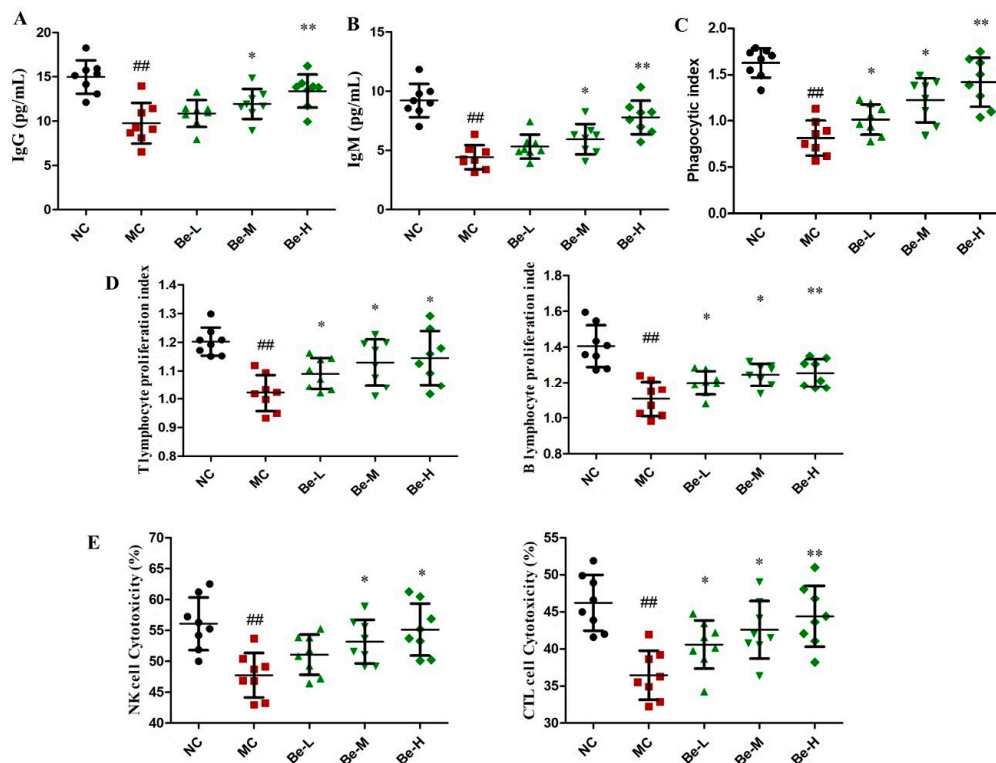 A
IgG (pg/mL)
20
15
10
5
0
##
*
**
NC
MC
Be-L
Be-M
Be-H
B
IgM (pg/mL)
15
10
5
0
##
*
**
NC
MC
Be-L
Be-M
Be-H
C
Phagocytic index
2.0
1.5
1.0
0.5
0.0
##
*
*
**
NC
MC
Be-L
Be-M
Be-H
D
T lymphocyte proliferation index
1.4
1.3
1.2
1.1
1.0
0.9
0.8
##
*
*
*
NC
MC
Be-L
Be-M
Be-H
B lymphocyte proliferation inde
1.8
1.6
1.4
1.2
1.0
0.8
##
*
*
**
NC
MC
Be-L
Be-M
Be-H
E
NK cell Cytotoxicity (%)
70
65
60
55
50
45
40
##
*
*
NC
MC
Be-L
Be-M
Be-H
CTL cell Cytotoxicity (%)
55
50
45
40
35
30
##
*
*
**
NC
MC
Be-L
Be-M
Be-H